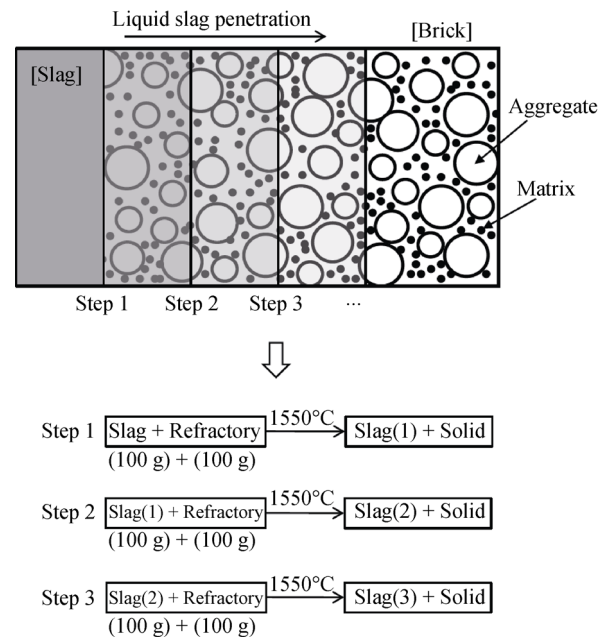 Liquid slag penetration
[Brick]
[Slag]
Aggregate
Matrix
Step 1 Step 2 Step 3 ...
Step 1 Slag + Refractory 1550°C Slag(1) + Solid
(100 g) + (100 g)
Step 2 Slag(1) + Refractory 1550°C Slag(2) + Solid
(100 g) + (100 g)
Step 3 Slag(2) + Refractory 1550°C Slag(3) + Solid
(100 g) + (100 g)